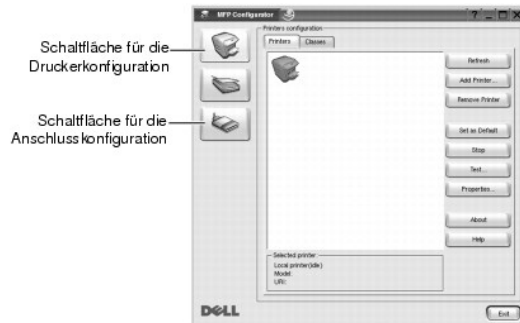 MFP Configurator
Schaltfläche für die
Druckerkonfiguration
Schaltfläche für die
Anschlusskonfiguration
Printers configuration
Printers Classes
Refresh
Add Printer...
Remove Printer
Set as Default
Stop
Test...
Properties...
About
Help
Selected printer:
Local printer(idle)
Model:
URI:
DELL
Exit